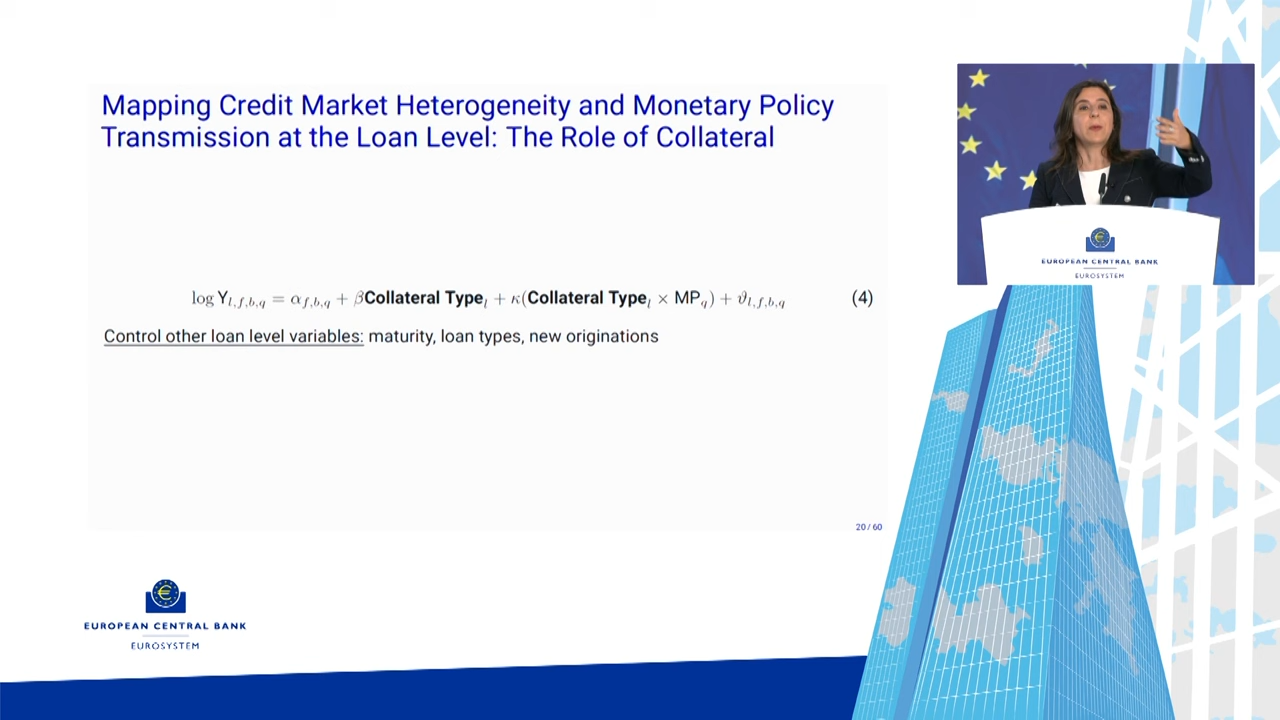 Mapping Credit Market Heterogeneity and Monetary Policy
Transmission at the Loan Level: The Role of Collateral
log Y_{l,f,b,q} = α_{f,b,q} + βCollateral Type_l + κ(Collateral Type_l × MP_q) + ϑ_{l,f,b,q} (4)
Control other loan level variables: maturity, loan types, new originations
20 / 60
EUROPEAN CENTRAL BANK
EUROSYSTEM
EUROPEAN CENTRAL BANK
EUROSYSTEM